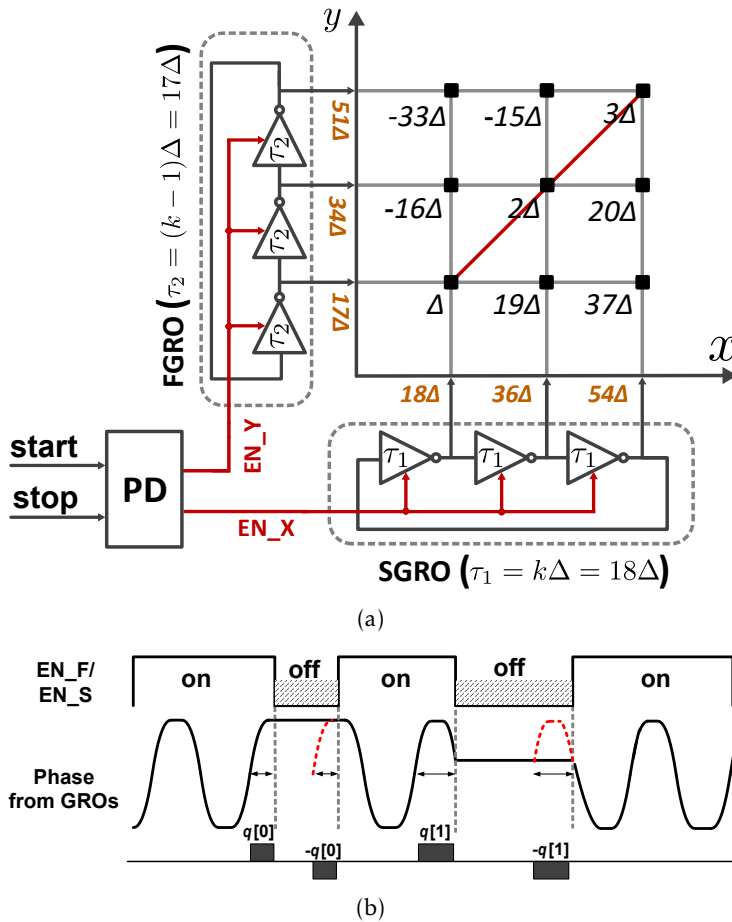 y
FGRO (τ₂ = (k − 1)Δ = 17Δ)
τ₂
τ₂
τ₂
51Δ
34Δ
17Δ
-33Δ -15Δ 3Δ
-16Δ 2Δ 20Δ
Δ 19Δ 37Δ
x
18Δ 36Δ 54Δ
start
stop
PD
EN_Y
EN_X
τ₁ τ₁ τ₁
SGRO (τ₁ = kΔ = 18Δ)
(a)
EN_F/
EN_S
on off on off on
Phase
from GROs
q[0] -q[0] q[1] -q[1]
(b)